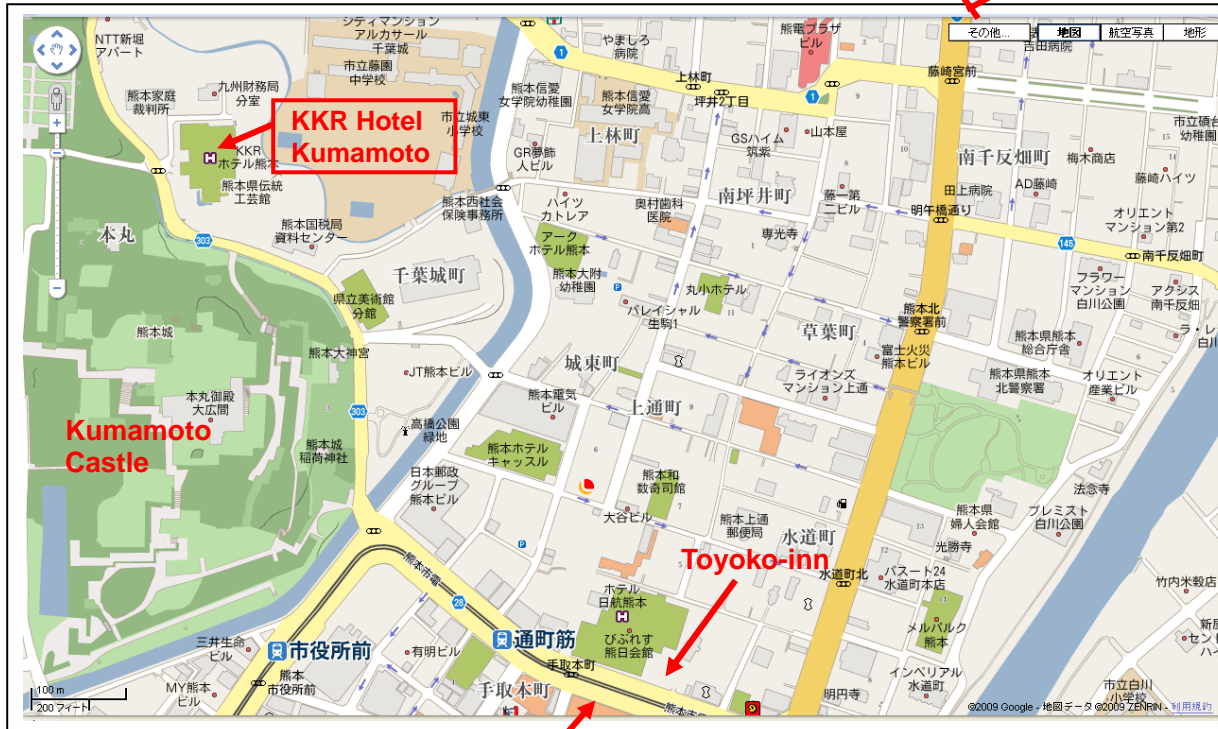 NTT新堀
アパート
シティマンション
アルカサール
千葉城
熊電プラザ
ビル
その他...
地図
航空写真
地形
吉田病院
やましろ
病院
市立藤園
中学校
上林町
藤崎宮前
1
九州財務局
分室
熊本家庭
裁判所
熊本信愛
女学院幼稚園
熊本信愛
女学院高
坪井2丁目
1
市立城東
小学校
KKR Hotel
Kumamoto
上林町
GSハイム
筑紫
山本屋
市立碩台
幼稚園
KKR
ホテル熊本
GR夢飾
人ビル
南千反畑町
梅木商店
藤崎ハイツ
熊本県伝統
工芸館
熊本西社会
保険事務所
ハイツ
カトレア
奥村歯科
医院
南坪井町
藤一第
二ビル
田上病院
AD藤崎
明午橋通り
オリエント
マンション第2
熊本国税局
資料センター
本丸
303
アーク
ホテル熊本
専光寺
145
南千反畑町
千葉城町
熊本大附
幼稚園
丸小ホテル
フラワー
マンション
白川公園
アクシス
南千反畑
県立美術館
分館
パレイシャル
生駒1
草葉町
熊本北
警察署前
熊本県熊本
総合庁舎
熊本城
熊本大神宮
城東町
富士火災
熊本ビル
JT熊本ビル
ライオンズ
マンション上通
熊本県熊本
北警察署
オリエント
産業ビル
本丸御殿
大広間
熊本電気
ビル
上通町
303
高橋公園
緑地
Kumamoto
Castle
熊本城
稲荷神社
熊本ホテル
キャッスル
日本郵政
グループ
熊本ビル
熊本和
数奇司館
法念寺
大谷ビル
熊本上通
郵便局
水道町
熊本県
婦人会館
プレミスト
白川公園
光勝寺
Toyoko-inn
水道町北
パスート24
水道町本店
熊本市電
28
ホテル
日航熊本
竹内米穀店
びぷれす
熊日会館
メルパルク
熊本
三井生命
ビル
市役所前
有明ビル
通町筋
手取本町
インペリアル
水道町
100 m
200 フィート
MY熊本
ビル
熊本
市役所前
手取本町
明円寺
市立白川
小学校
©2009 Google - 地図データ ©2009 ZENRIN - 利用規約